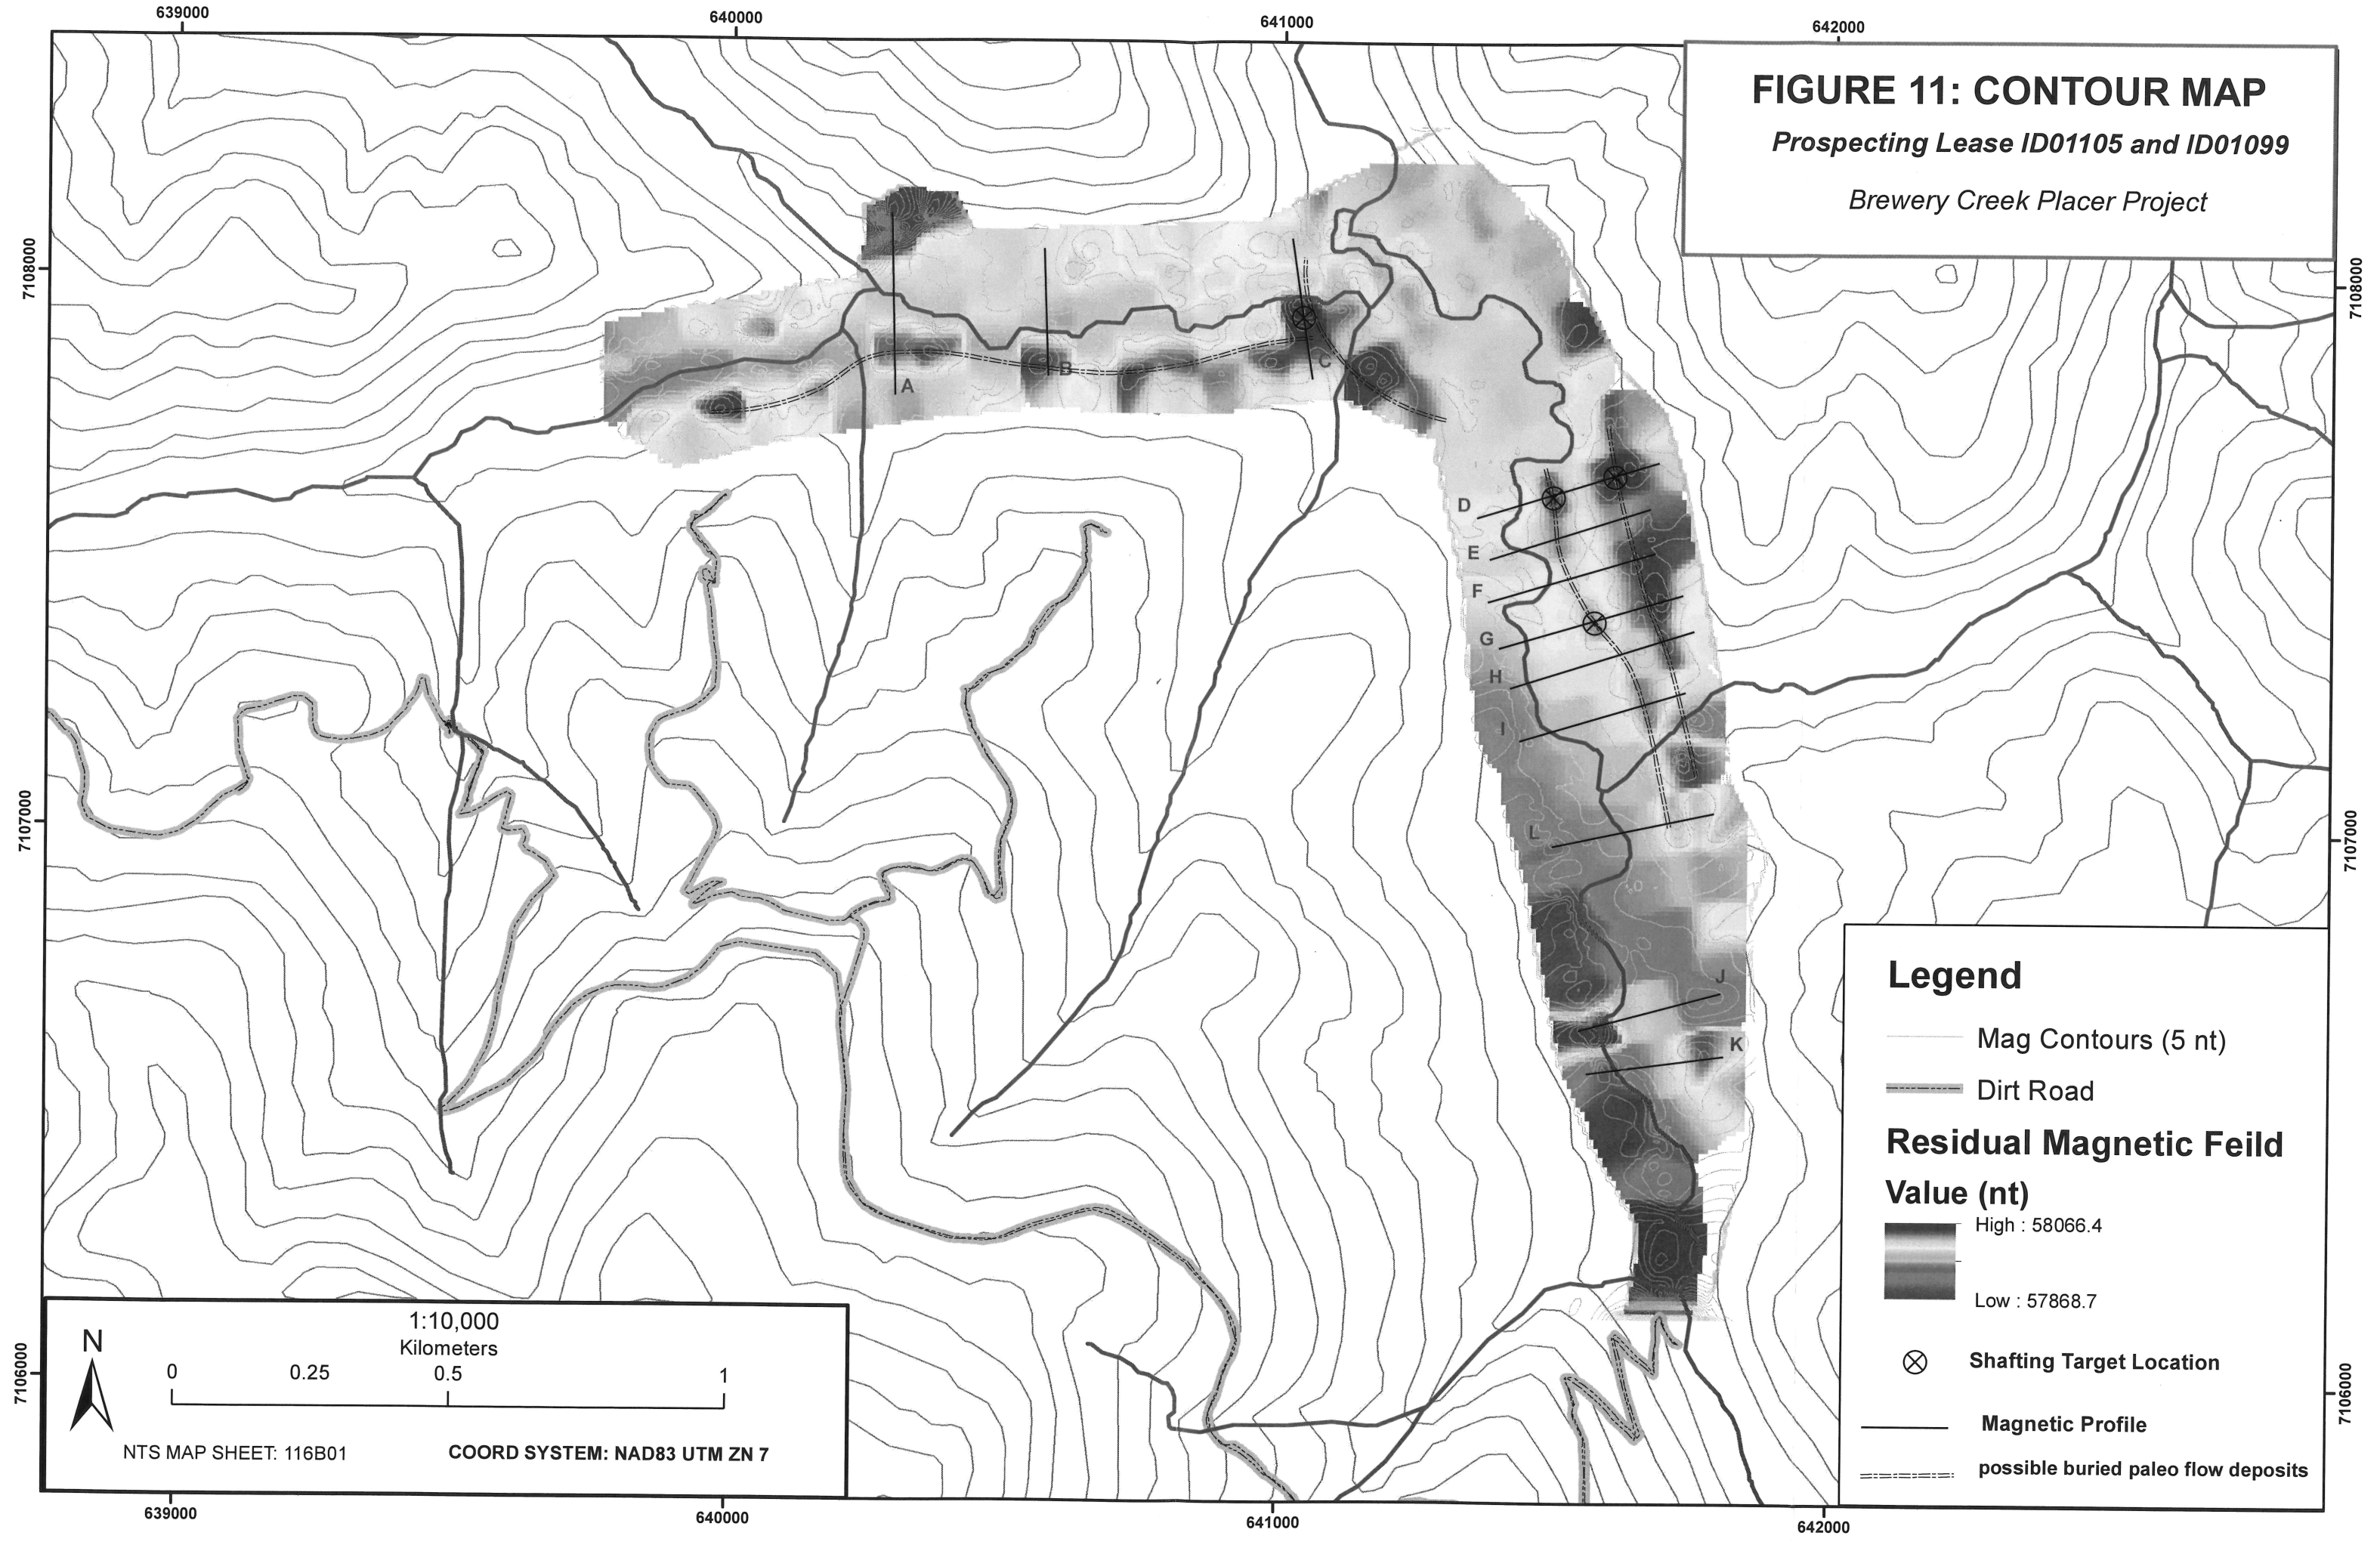 639000
640000
641000
642000
FIGURE 11: CONTOUR MAP
Prospecting Lease ID01105 and ID01099
Brewery Creek Placer Project
7108000
7108000
A
B
C
D
E
F
G
H
I
7107000
7107000
L
J
K
Legend
Mag Contours (5 nt)
Dirt Road
Residual Magnetic Feild
Value (nt)
High : 58066.4
Low : 57868.7
Shafting Target Location
Magnetic Profile
possible buried paleo flow deposits
1:10,000
Kilometers
N
0
0.25
0.5
1
NTS MAP SHEET: 116B01
COORD SYSTEM: NAD83 UTM ZN 7
7106000
7106000
639000
640000
641000
642000